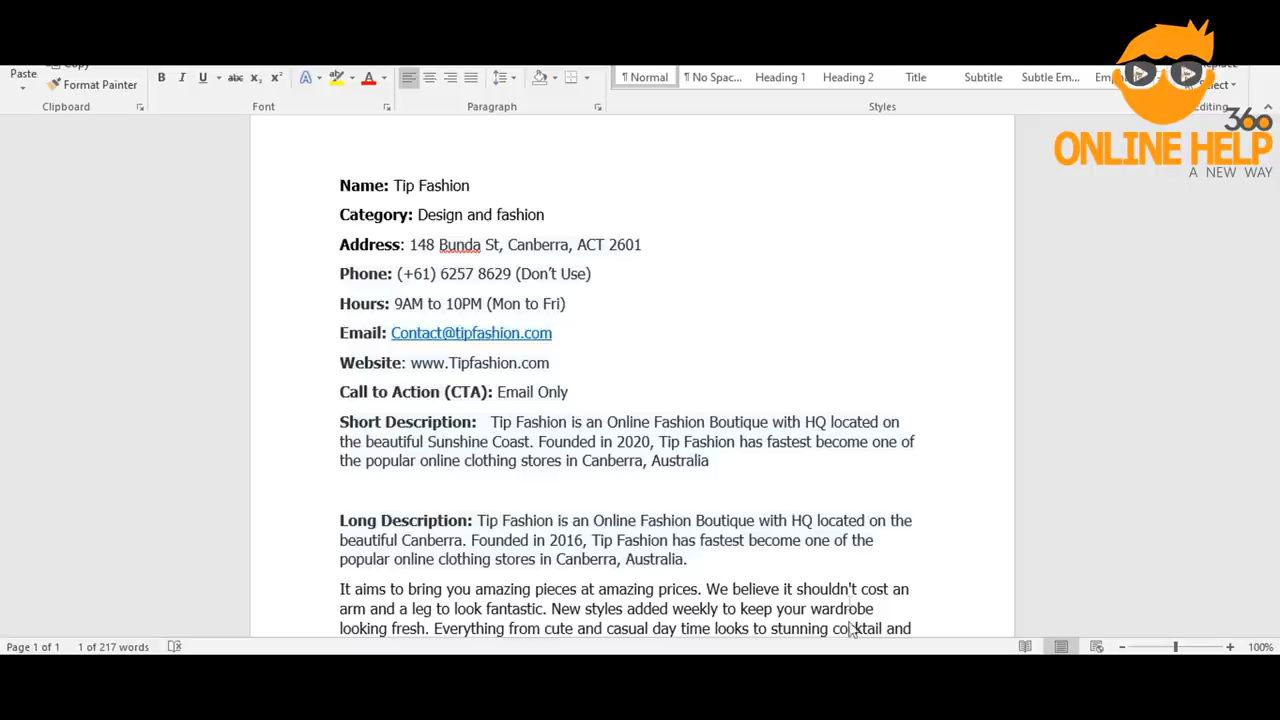 Paste
Copy
Format Painter
B I U abc x₂ x² A A
¶ Normal
¶ No Spac...
Heading 1
Heading 2
Title
Subtitle
Subtle Em...
Select
Clipboard
Font
Paragraph
Styles
Editing
360
ONLINE HELP
A NEW WAY
Name: Tip Fashion
Category: Design and fashion
Address: 148 Bunda St, Canberra, ACT 2601
Phone: (+61) 6257 8629 (Don’t Use)
Hours: 9AM to 10PM (Mon to Fri)
Email: Contact@tipfashion.com
Website: www.Tipfashion.com
Call to Action (CTA): Email Only
Short Description: Tip Fashion is an Online Fashion Boutique with HQ located on
the beautiful Sunshine Coast. Founded in 2020, Tip Fashion has fastest become one of
the popular online clothing stores in Canberra, Australia
Long Description: Tip Fashion is an Online Fashion Boutique with HQ located on the
beautiful Canberra. Founded in 2016, Tip Fashion has fastest become one of the
popular online clothing stores in Canberra, Australia.
It aims to bring you amazing pieces at amazing prices. We believe it shouldn't cost an
arm and a leg to look fantastic. New styles added weekly to keep your wardrobe
looking fresh. Everything from cute and casual day time looks to stunning cocktail and
Page 1 of 1
1 of 217 words
100%